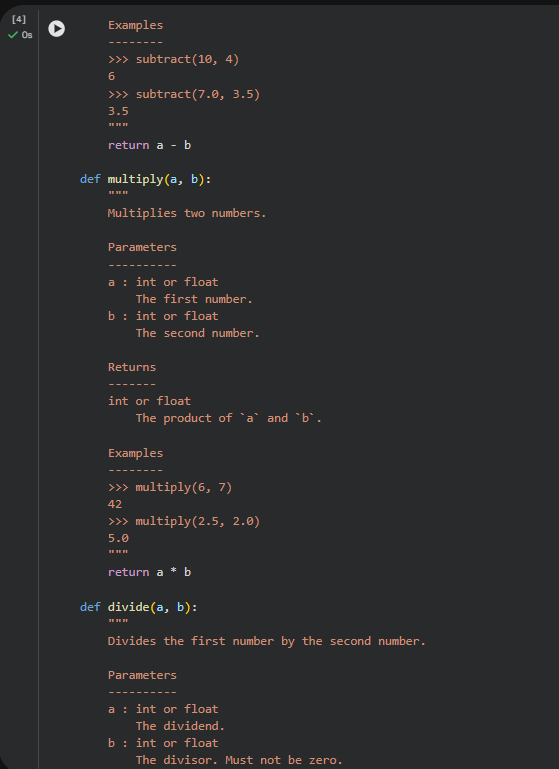 [4]
0s
Examples
--------
>>> subtract(10, 4)
6
>>> subtract(7.0, 3.5)
3.5
"""
return a - b
def multiply(a, b):
"""
Multiplies two numbers.
Parameters
----------
a : int or float
The first number.
b : int or float
The second number.
Returns
-------
int or float
The product of `a` and `b`.
Examples
--------
>>> multiply(6, 7)
42
>>> multiply(2.5, 2.0)
5.0
"""
return a * b
def divide(a, b):
"""
Divides the first number by the second number.
Parameters
----------
a : int or float
The dividend.
b : int or float
The divisor. Must not be zero.